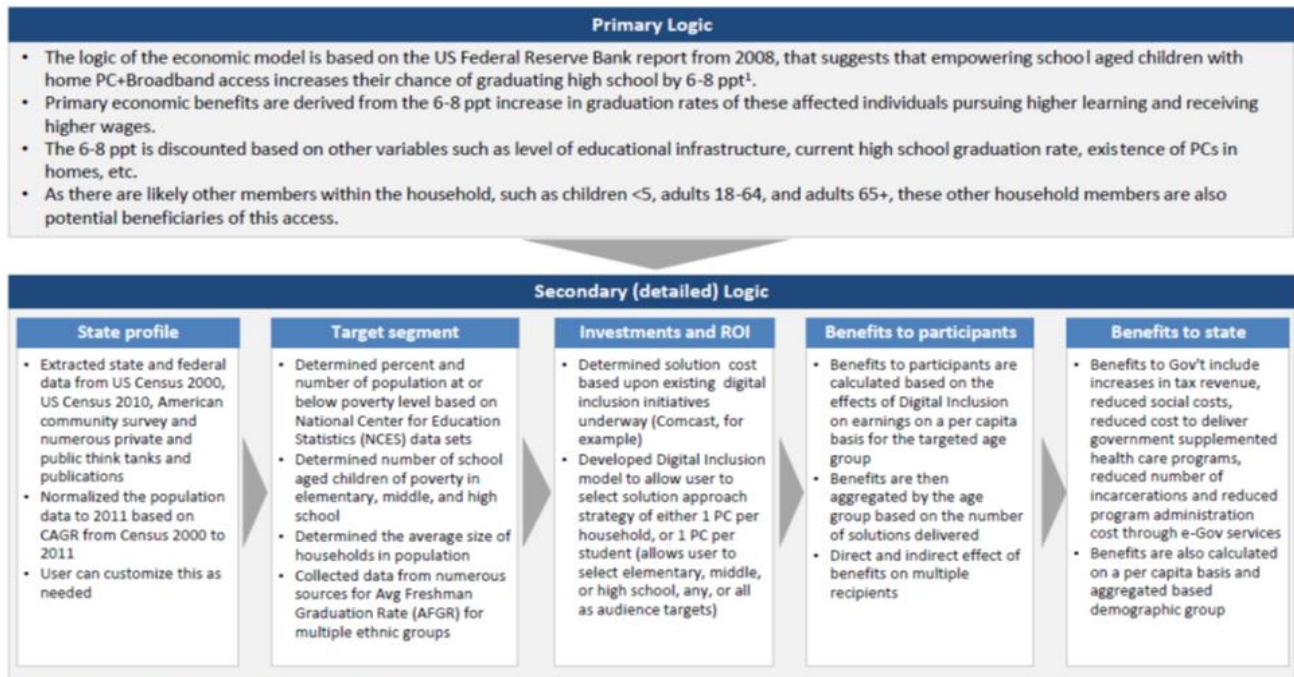 Primary Logic
• The logic of the economic model is based on the US Federal Reserve Bank report from 2008, that suggests that empowering school aged children with
home PC+Broadband access increases their chance of graduating high school by 6-8 ppt¹.
• Primary economic benefits are derived from the 6-8 ppt increase in graduation rates of these affected individuals pursuing higher learning and receiving
higher wages.
• The 6-8 ppt is discounted based on other variables such as level of educational infrastructure, current high school graduation rate, existence of PCs in
homes, etc.
• As there are likely other members within the household, such as children <5, adults 18-64, and adults 65+, these other household members are also
potential beneficiaries of this access.
Secondary (detailed) Logic
State profile
• Extracted state and federal
data from US Census 2000,
US Census 2010, American
community survey and
numerous private and
public think tanks and
publications
• Normalized the population
data to 2011 based on
CAGR from Census 2000 to
2011
• User can customize this as
needed
Target segment
• Determined percent and
number of population at or
below poverty level based on
National Center for Education
Statistics (NCES) data sets
• Determined number of school
aged children of poverty in
elementary, middle, and high
school
• Determined the average size of
households in population
• Collected data from numerous
sources for Avg Freshman
Graduation Rate (AFGR) for
multiple ethnic groups
Investments and ROI
• Determined solution cost
based upon existing digital
inclusion initiatives
underway (Comcast, for
example)
• Developed Digital Inclusion
model to allow user to
select solution approach
strategy of either 1 PC per
household, or 1 PC per
student (allows user to
select elementary, middle,
or high school, any, or all
as audience targets)
Benefits to participants
• Benefits to participants are
calculated based on the
effects of Digital Inclusion
on earnings on a per capita
basis for the targeted age
group
• Benefits are then
aggregated by the age
group based on the number
of solutions delivered
• Direct and indirect effect of
benefits on multiple
recipients
Benefits to state
• Benefits to Gov't include
increases in tax revenue,
reduced social costs,
reduced cost to deliver
government supplemented
health care programs,
reduced number of
incarcerations and reduced
program administration
cost through e-Gov services
• Benefits are also calculated
on a per capita basis and
aggregated based
demographic group